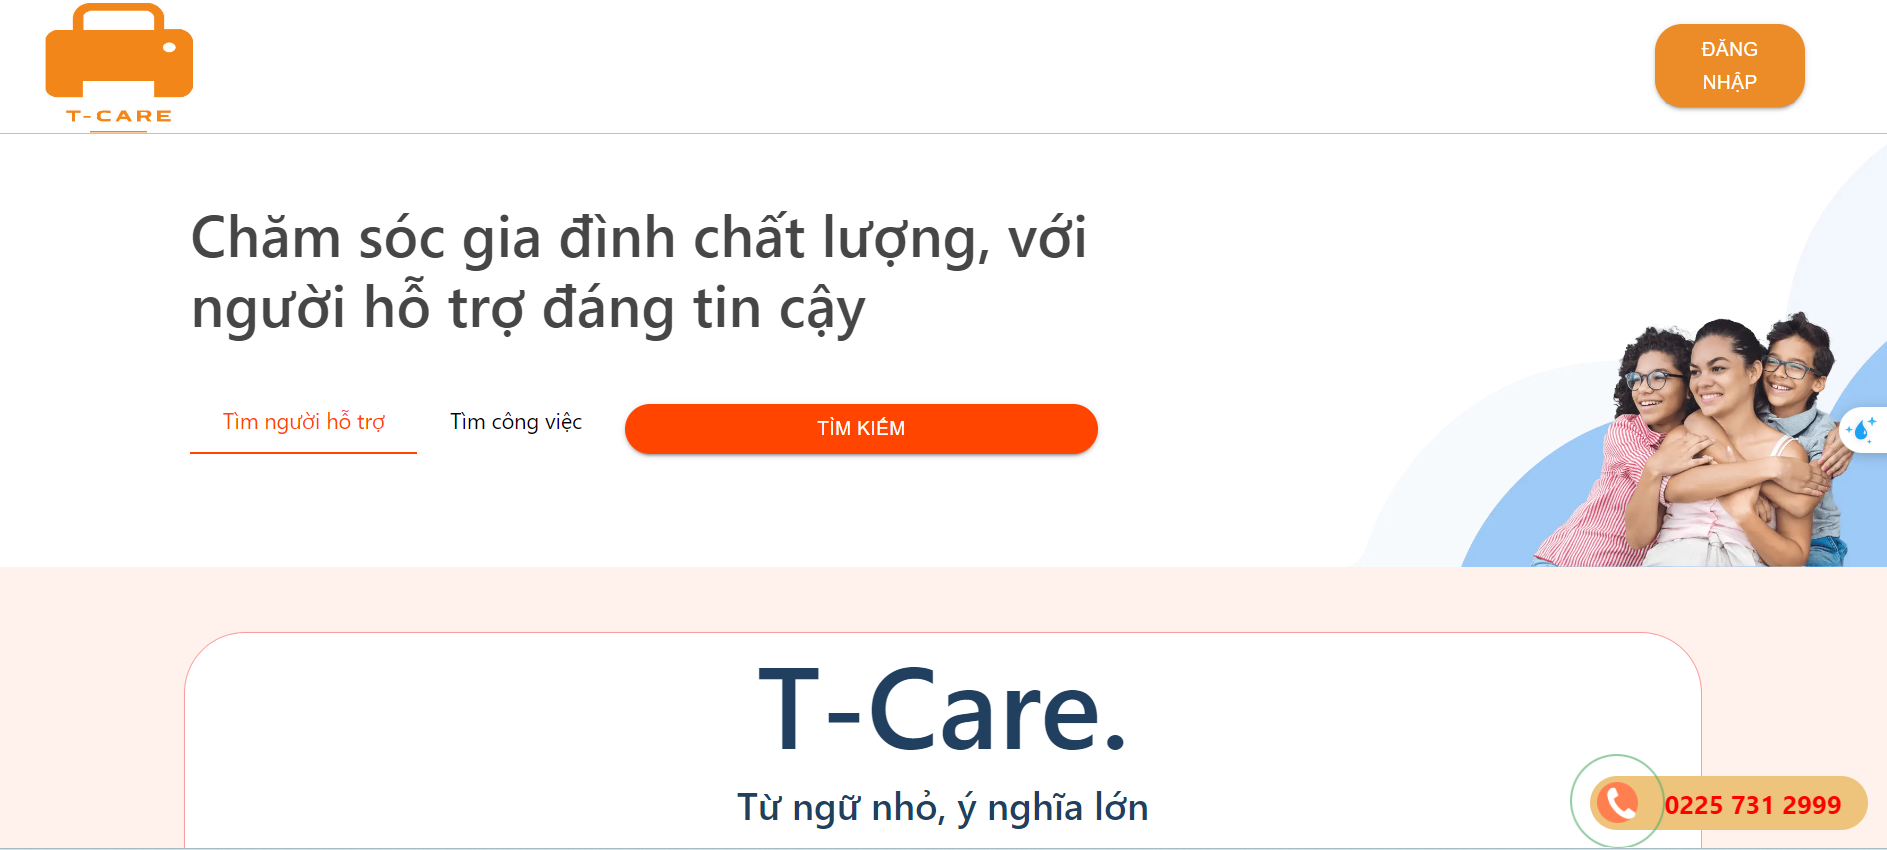 T-CARE
ĐĂNG
NHẬP
Chăm sóc gia đình chất lượng, với
người hỗ trợ đáng tin cậy
Tìm người hỗ trợ
Tìm công việc
TÌM KIẾM
T-Care.
Từ ngữ nhỏ, ý nghĩa lớn
0225 731 2999